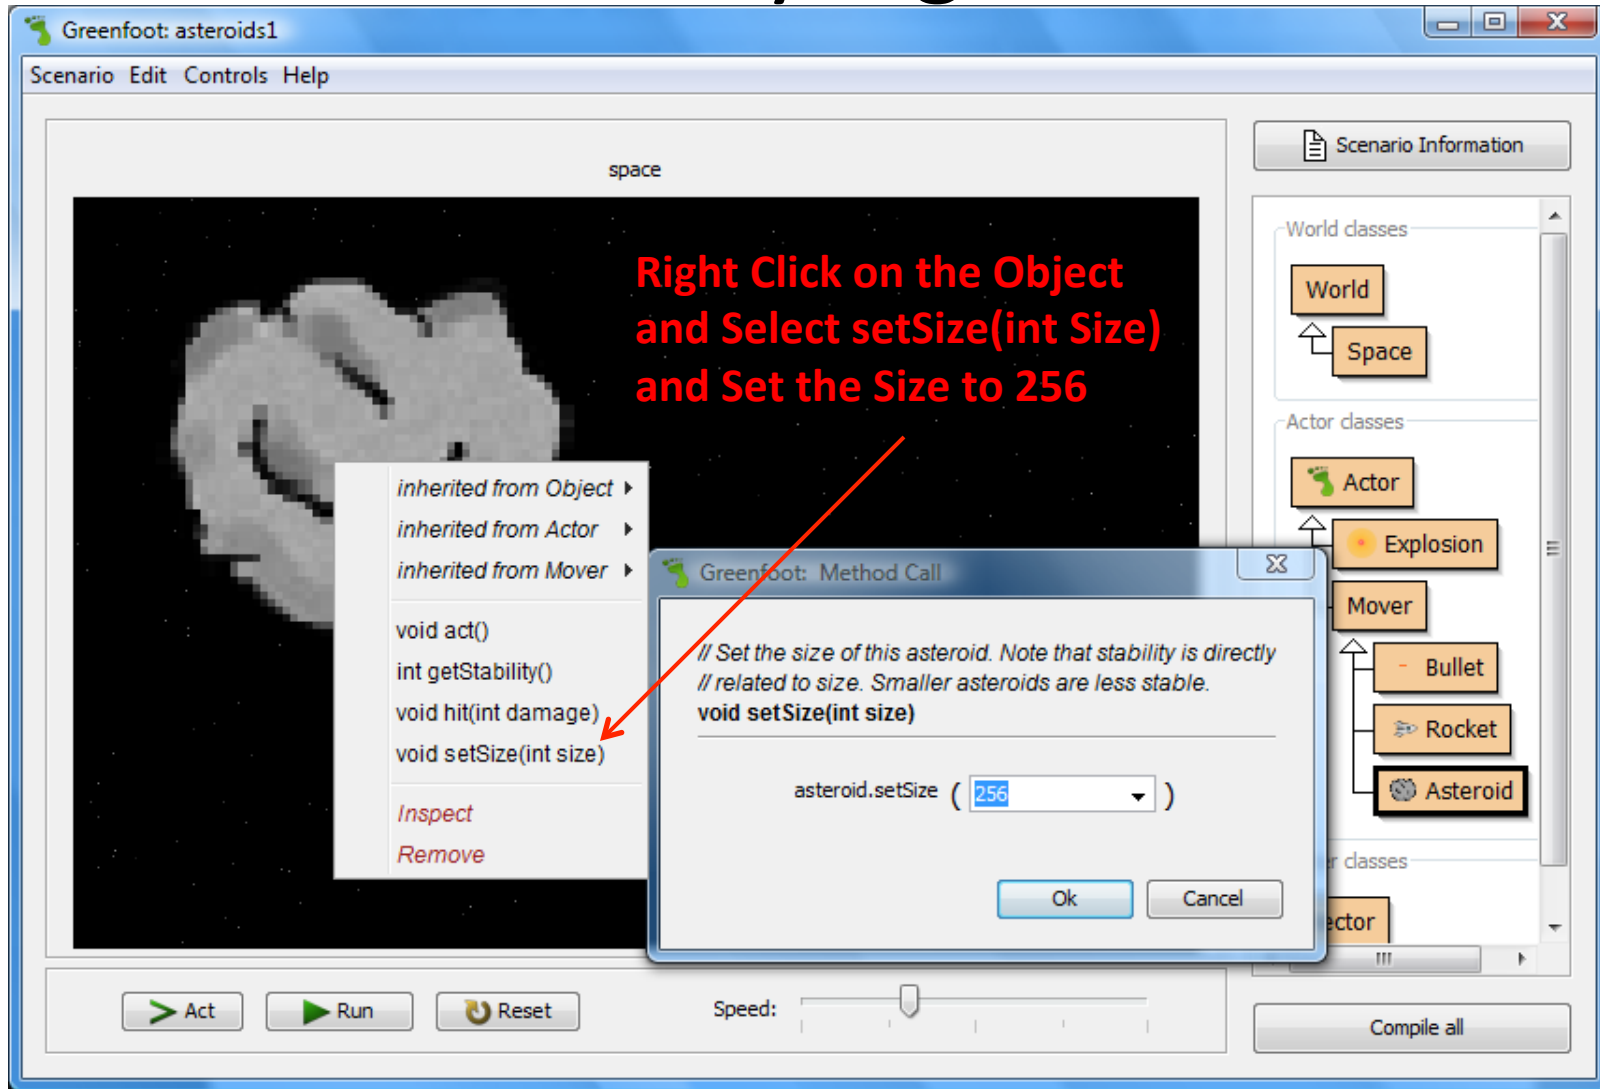 Greenfoot: asteroids1
Scenario Edit Controls Help
space
Right Click on the Object
and Select setSize(int Size)
and Set the Size to 256
inherited from Object
inherited from Actor
inherited from Mover
void act()
int getStability()
void hit(int damage)
void setSize(int size)
Inspect
Remove
Greenfoot: Method Call
// Set the size of this asteroid. Note that stability is directly
// related to size. Smaller asteroids are less stable.
void setSize(int size)
asteroid.setSize ( 256 )
Ok Cancel
Scenario Information
World classes
World
Space
Actor classes
Actor
Explosion
Mover
Bullet
Rocket
Asteroid
classes
Act Run Reset Speed:
Compile all